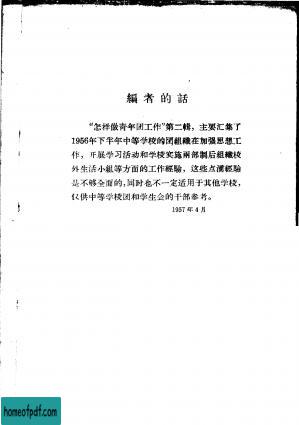 編者的話
“怎样做青年团工作”第二輯，主要汇集了
1956年下半年中等学校的团組織在加强思想工
作，开展学习活动和学校实施兩部制后組織校
外生活小組等方面的工作經驗，这些点滴經驗
是不够全面的，同时也不一定适用于其他学校，
仅供中等学校团和学生会的干部参考。
1957年4月
homeofpdf.com